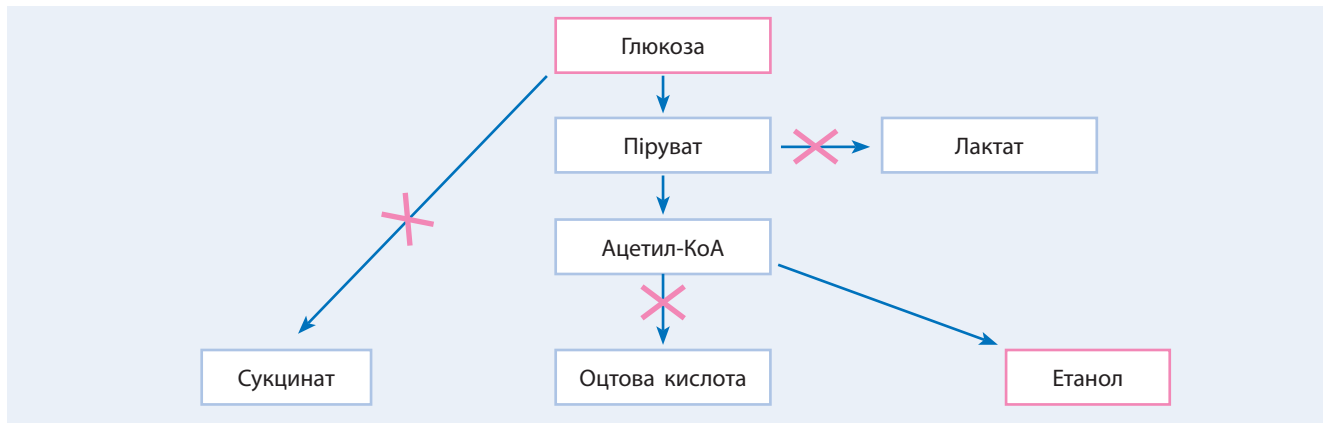 Глюкоза
Піруват
Лактат
Ацетил-КоА
Сукцинат
Оцтова кислота
Етанол